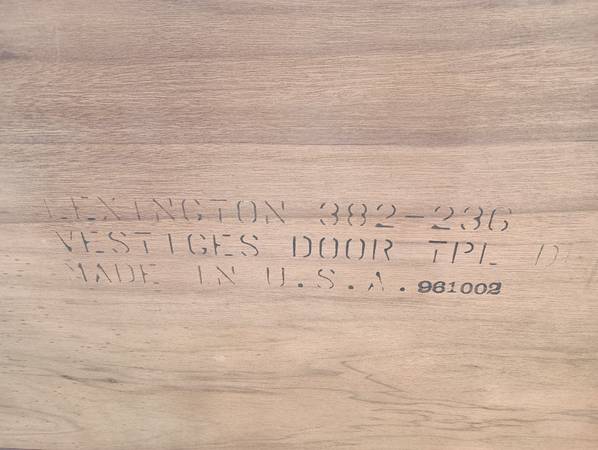 LEXINGTON 382-236
VESTIGES DOOR TPL D
MADE IN U.S.A. 961002